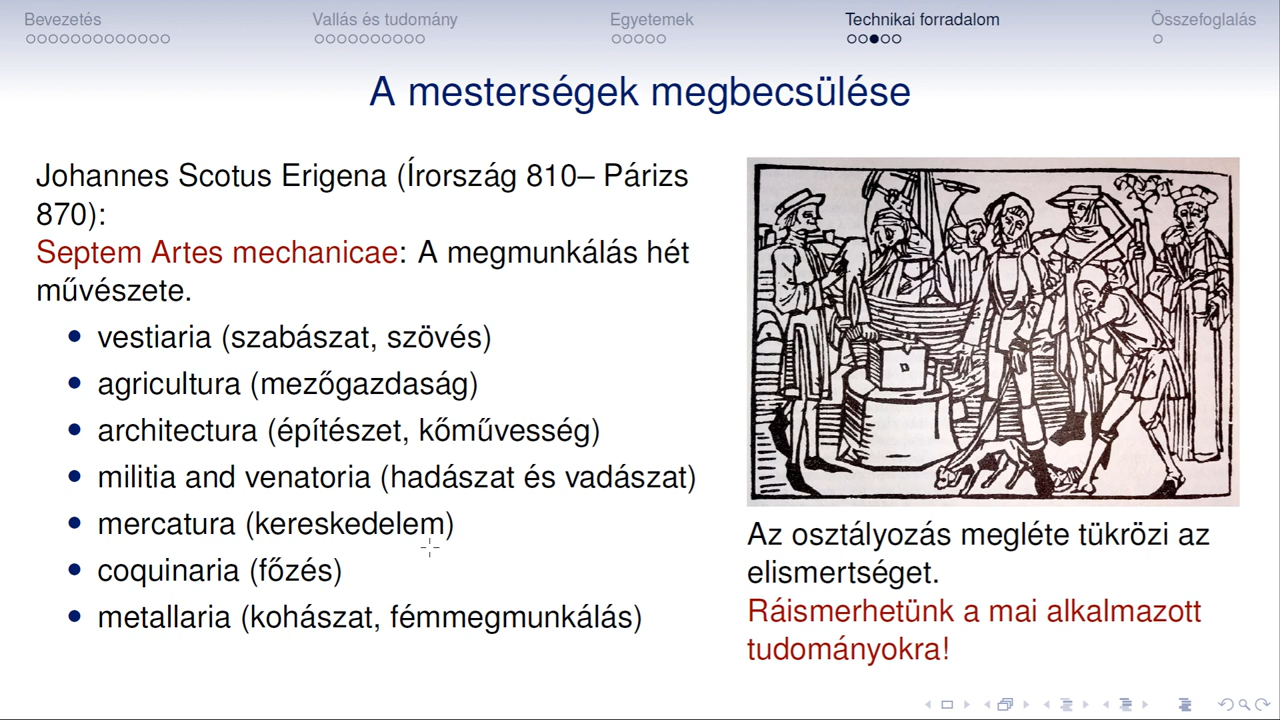 Bevezetés Vallás és tudomány Egyetemek Technikai forradalom Összefoglalás
A mesterségek megbecsülése
Johannes Scotus Erigena (Írország 810– Párizs
870):
Septem Artes mechanicae: A megmunkálás hét
művészete.
vestiaria (szabászat, szövés)
agricultura (mezőgazdaság)
architectura (építészet, kőművesség)
militia and venatoria (hadászat és vadászat)
mercatura (kereskedelem)
coquinaria (főzés)
metallaria (kohászat, fémmegmunkálás)
Az osztályozás megléte tükrözi az
elismertséget.
Ráismerhetünk a mai alkalmazott
tudományokra!